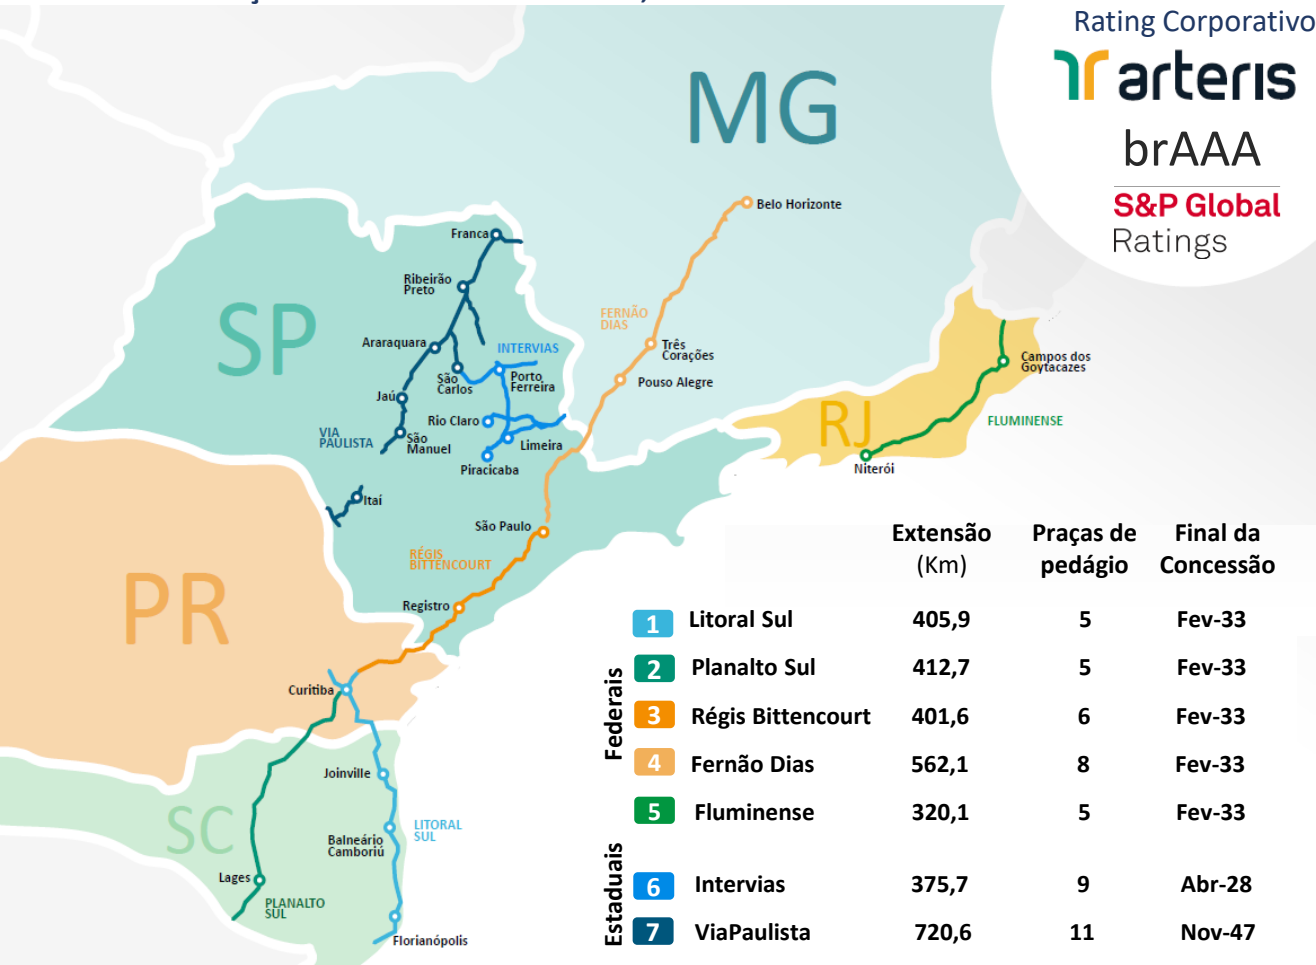 Rating Corporativo
arteris
brAAA
S&P Global
Ratings
MG
Belo Horizonte
Franca
Ribeirão
Preto
SP
FERNÃO
DIAS
Araraquara
INTERVIAS
Três
Corações
São
Carlos
Porto
Ferreira
Pouso Alegre
Campos dos
Goytacazes
Jaú
RJ
Rio Claro
FLUMINENSE
VIA
PAULISTA
São
Manuel
Limeira
Piracicaba
Niterói
Itaí
São Paulo
RÉGIS
BITTENCOURT
PR
Registro
Curitiba
Joinville
SC
LITORAL
SUL
Balneário
Camboriú
Lages
PLANALTO
SUL
Florianópolis
Extensão Praças de Final da
(Km) pedágio Concessão
Federais
1 Litoral Sul 405,9 5 Fev-33
2 Planalto Sul 412,7 5 Fev-33
3 Régis Bittencourt 401,6 6 Fev-33
4 Fernão Dias 562,1 8 Fev-33
5 Fluminense 320,1 5 Fev-33
Estaduais
6 Intervias 375,7 9 Abr-28
7 ViaPaulista 720,6 11 Nov-47